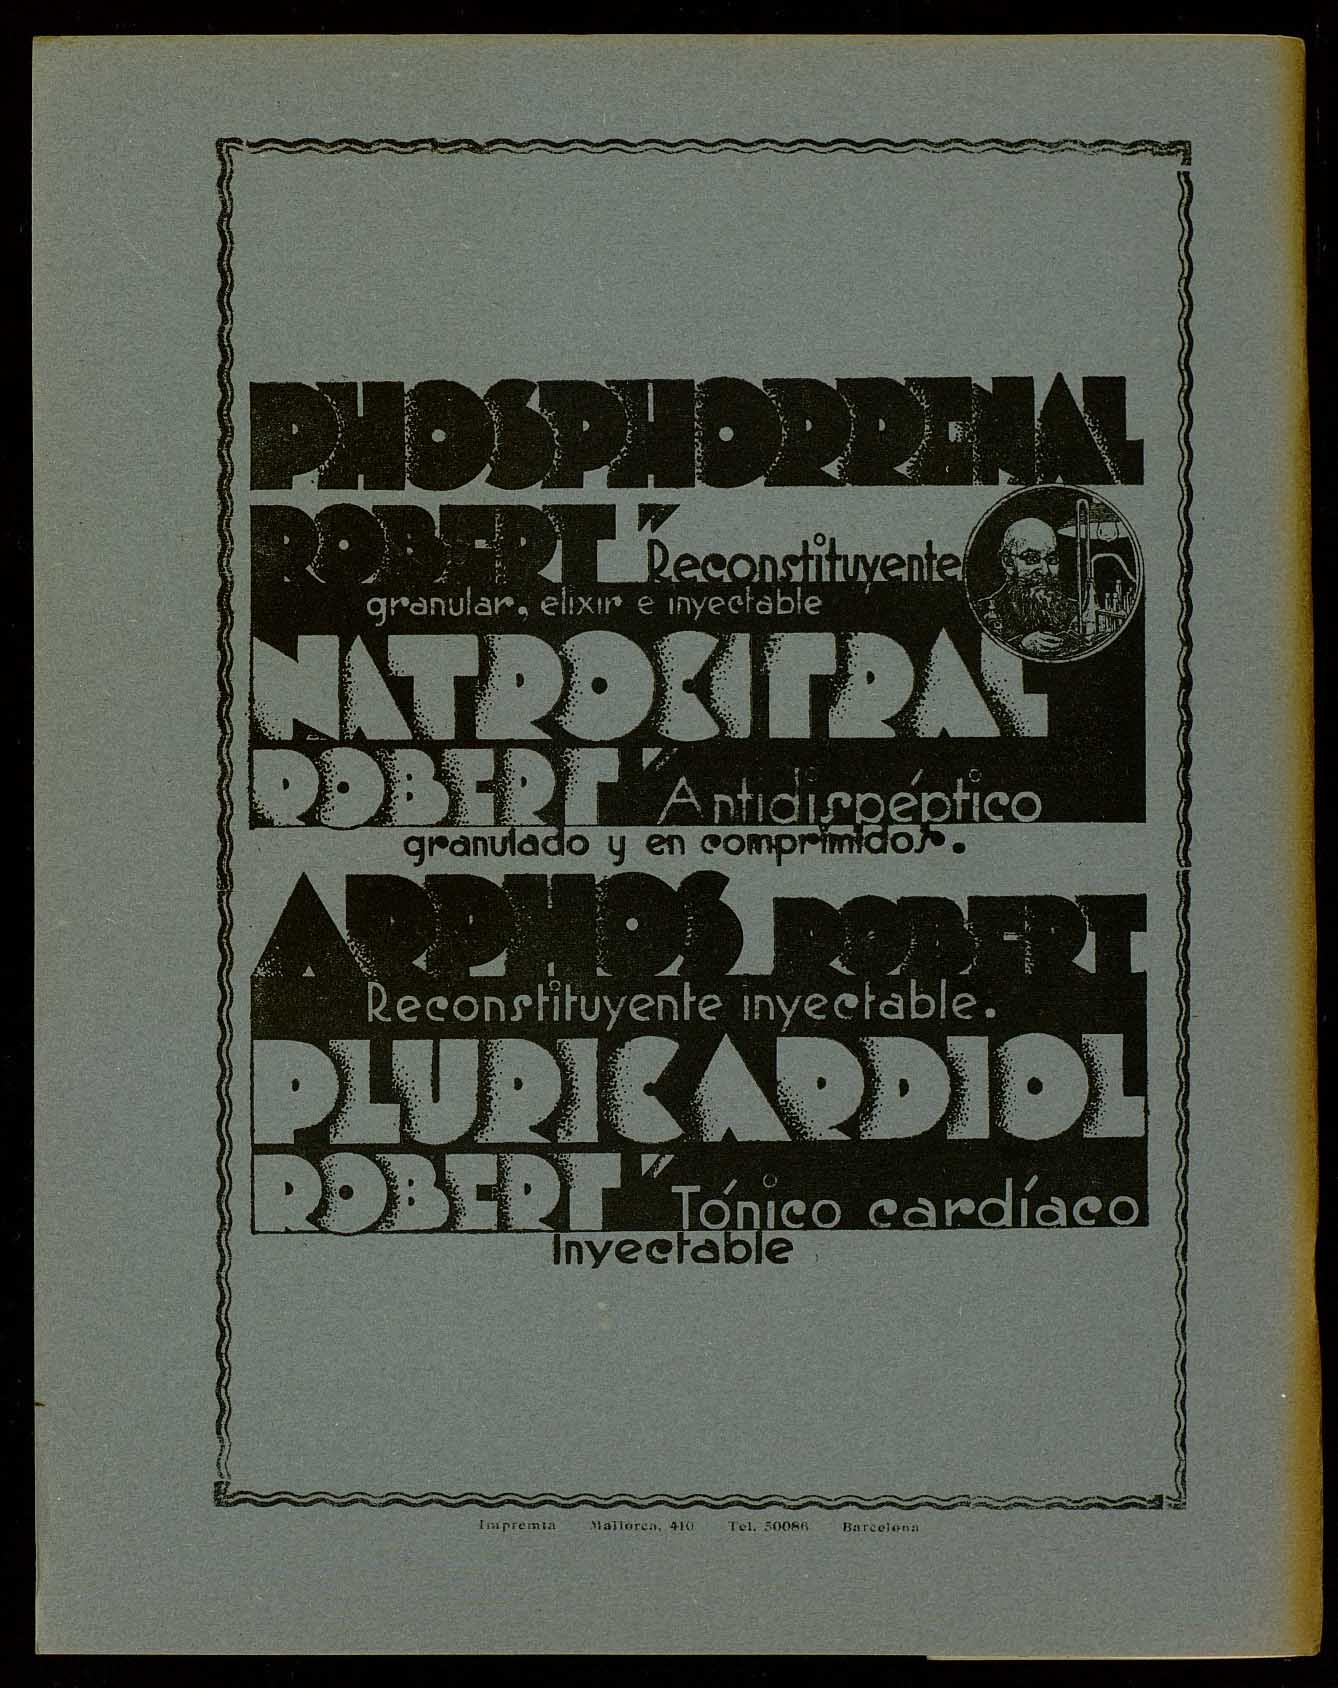 PHOSPHORRENAL
ROBERT " Reconstituyente
granular, elixir e inyectable
NATROCITRAL
ROBERT " Antidispéptico
granulado y en comprimidos.
ARPHOS ROBERT
Reconstituyente inyectable.
PLURICARDIOL
ROBERT " Tónico cardíaco
Inyectable
Impremta Mallorca, 410 Tel. 50086 Barcelona